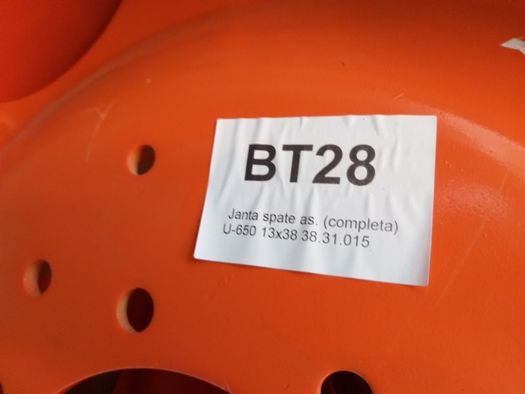 BT28
Janta spate as. (completa)
U-650 13x38 38.31.015